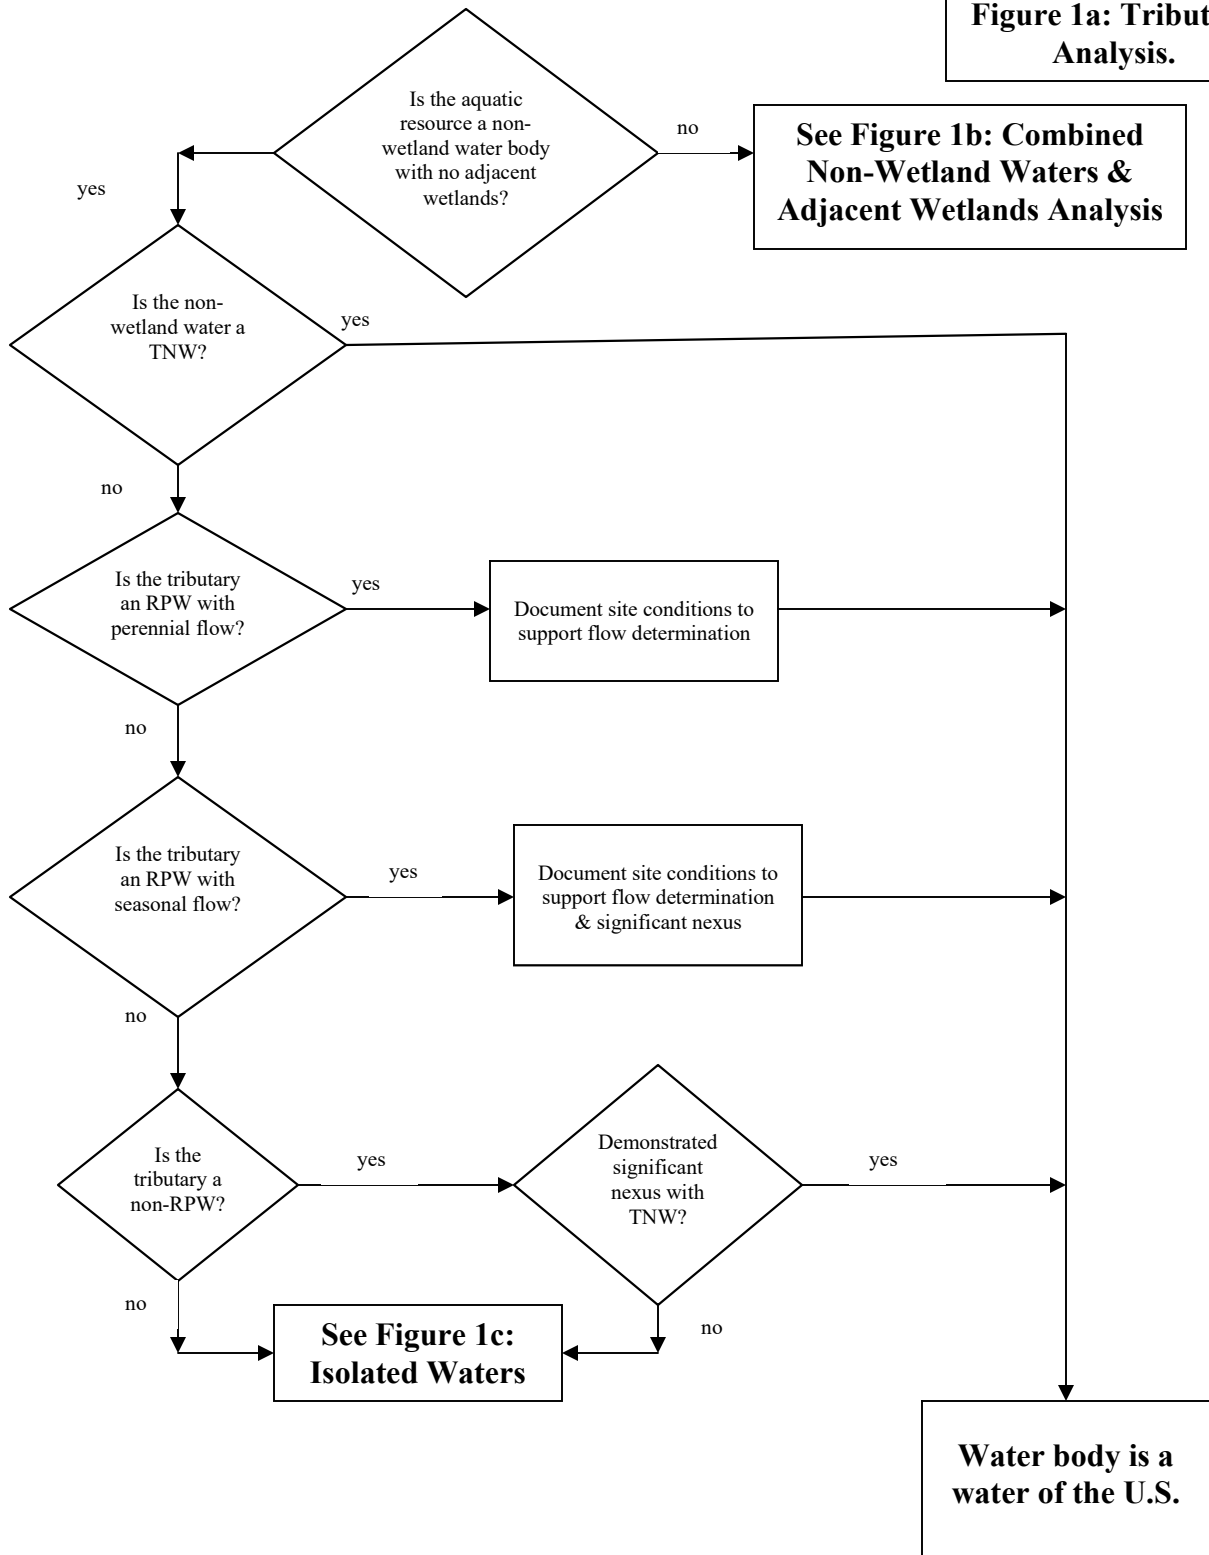 Figure 1a: Tribut
Analysis.
Is the aquatic
resource a non-
wetland water body
with no adjacent
wetlands?
no
See Figure 1b: Combined
Non-Wetland Waters &
Adjacent Wetlands Analysis
yes
Is the non-
wetland water a
TNW?
yes
no
Is the tributary
an RPW with
perennial flow?
yes
Document site conditions to
support flow determination
no
Is the tributary
an RPW with
seasonal flow?
yes
Document site conditions to
support flow determination
& significant nexus
no
Is the
tributary a
non-RPW?
yes
Demonstrated
significant
nexus with
TNW?
yes
no
See Figure 1c:
Isolated Waters
no
Water body is a
water of the U.S.